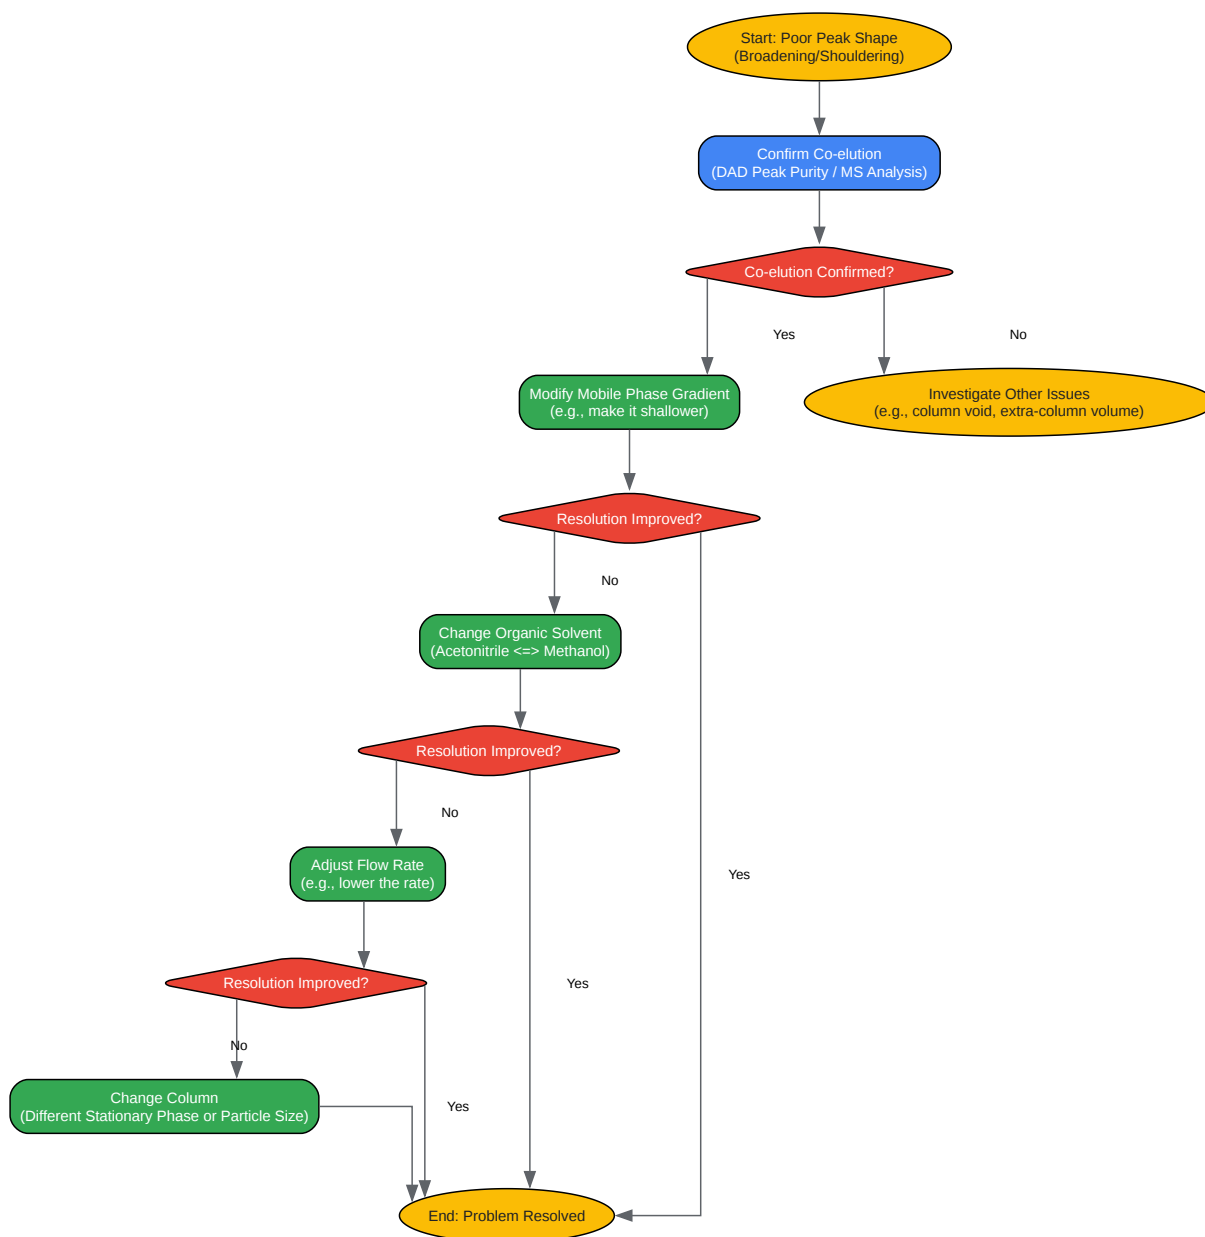 Start: Poor Peak Shape
(Broadening/Shouldering)
Confirm Co-elution
(DAD Peak Purity / MS Analysis)
Co-elution Confirmed?
Yes
No
Modify Mobile Phase Gradient
(e.g., make it shallower)
Investigate Other Issues
(e.g., column void, extra-column volume)
Resolution Improved?
No
Change Organic Solvent
(Acetonitrile <=> Methanol)
Resolution Improved?
No
Adjust Flow Rate
(e.g., lower the rate)
Yes
Resolution Improved?
Yes
No
Change Column
(Different Stationary Phase or Particle Size)
Yes
End: Problem Resolved